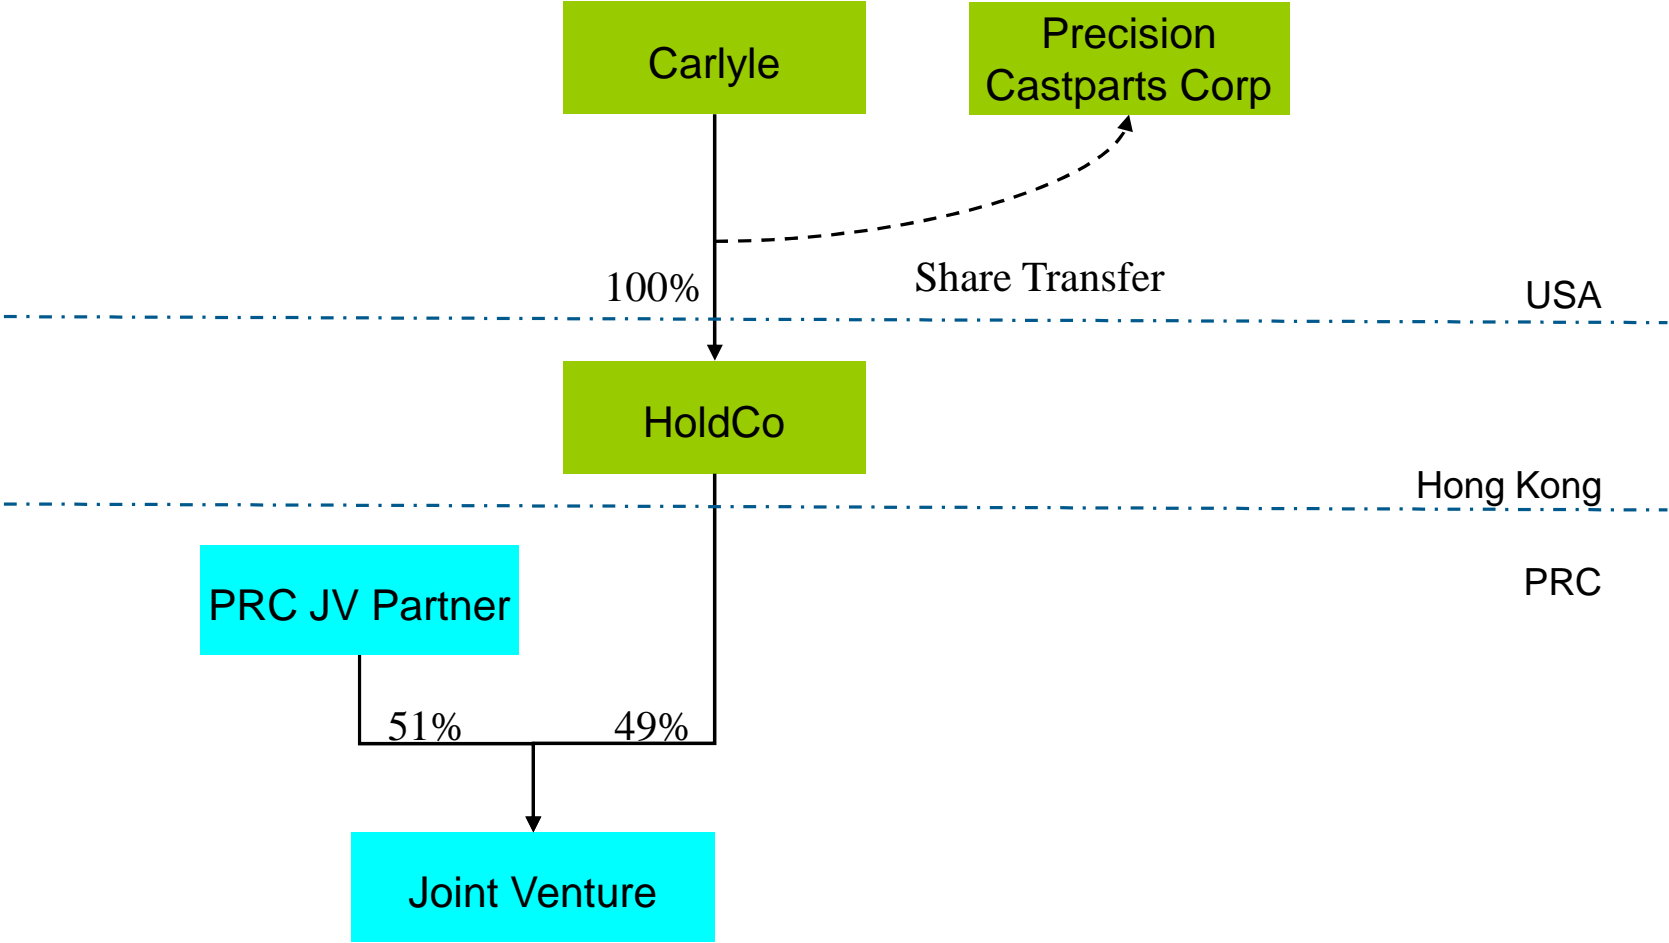 Carlyle
Precision
Castparts Corp
100%
Share Transfer
USA
HoldCo
Hong Kong
PRC JV Partner
PRC
51%
49%
Joint Venture